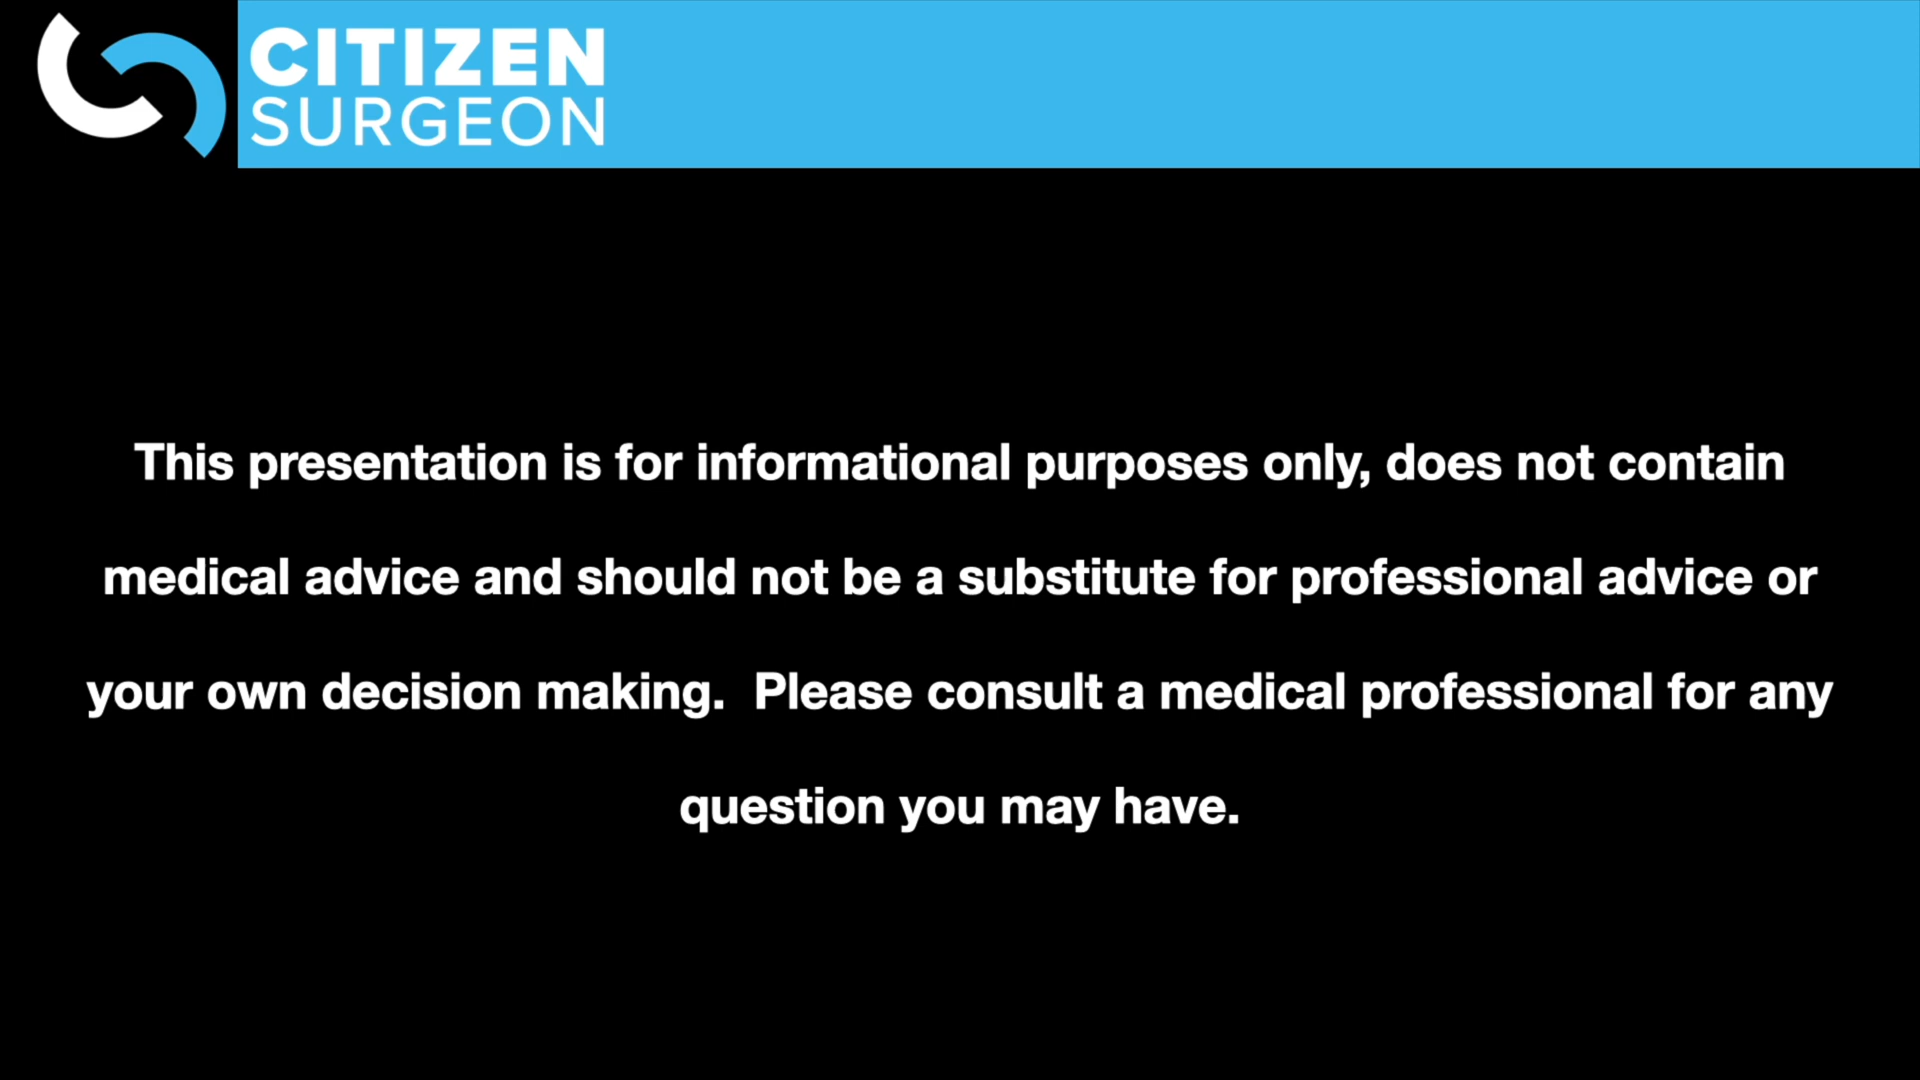 CITIZEN
SURGEON
This presentation is for informational purposes only, does not contain
medical advice and should not be a substitute for professional advice or
your own decision making.  Please consult a medical professional for any
question you may have.